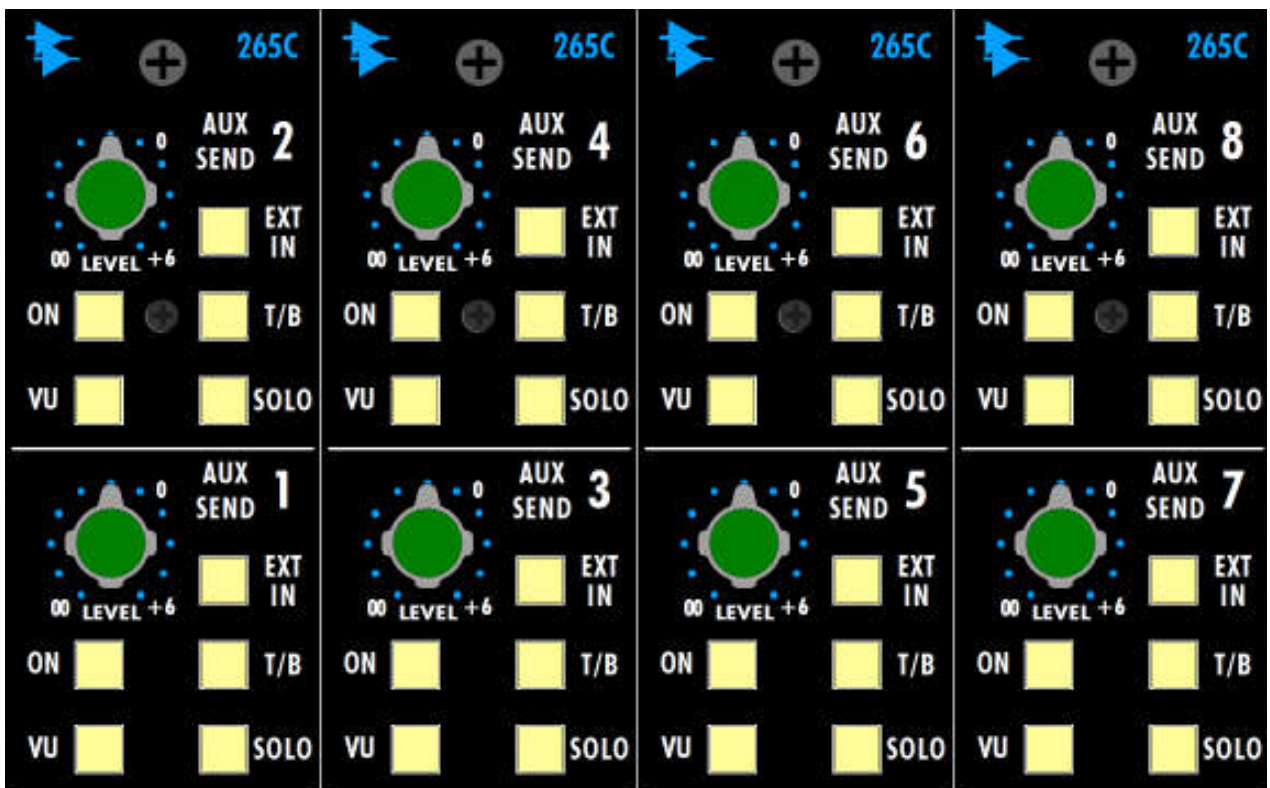 265C 265C 265C 265C
AUX SEND 2 AUX SEND 4 AUX SEND 6 AUX SEND 8
0 0 0 0
EXT IN EXT IN EXT IN EXT IN
∞ LEVEL +6 ∞ LEVEL +6 ∞ LEVEL +6 ∞ LEVEL +6
ON T/B ON T/B ON T/B ON T/B
VU SOLO VU SOLO VU SOLO VU SOLO
AUX SEND 1 AUX SEND 3 AUX SEND 5 AUX SEND 7
0 0 0 0
EXT IN EXT IN EXT IN EXT IN
∞ LEVEL +6 ∞ LEVEL +6 ∞ LEVEL +6 ∞ LEVEL +6
ON T/B ON T/B ON T/B ON T/B
VU SOLO VU SOLO VU SOLO VU SOLO